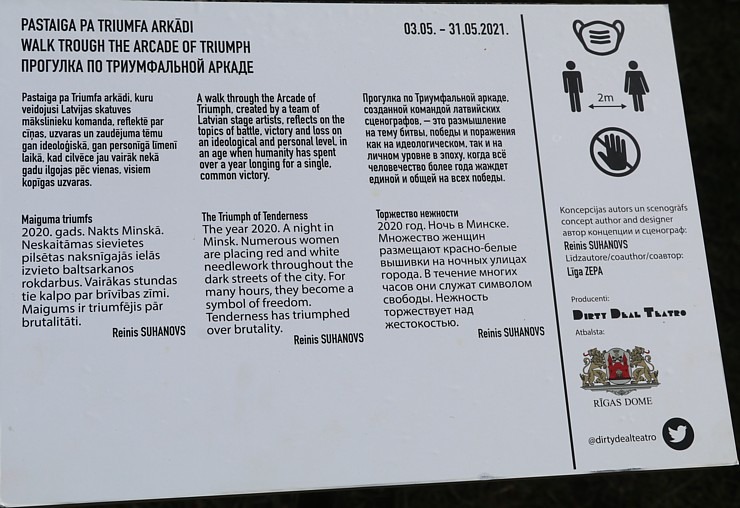 PASTAIGA PA TRIUMFA ARKĀDI
WALK TROUGH THE ARCADE OF TRIUMPH
ПРОГУЛКА ПО ТРИУМФАЛЬНОЙ АРКАДЕ
03.05. - 31.05.2021.
Pastaiga pa Triumfa arkādi, kuru
veidojusi Latvijas skatuves
mākslinieku komanda, reflektē par
cīņas, uzvaras un zaudējuma tēmu
gan ideoloģiskā, gan personīgā līmenī
laikā, kad cilvēce jau vairāk nekā
gadu ilgojas pēc vienas, visiem
kopīgas uzvaras.
A walk through the Arcade of
Triumph, created by a team of
Latvian stage artists, reflects on the
topics of battle, victory and loss on
an ideological and personal level, in
an age when humanity has spent
over a year longing for a single,
common victory.
Прогулка по Триумфальной аркаде,
созданной командой латвийских
сценографов, — это размышление
на тему битвы, победы и поражения
как на идеологическом, так и на
личном уровне в эпоху, когда всё
человечество более года жаждет
единой и общей на всех победы.
Maiguma triumfs
2020. gads. Nakts Minskā.
Neskaitāmas sievietes
pilsētas naksnīgajās ielās
izvieto baltsarkanos
rokdarbus. Vairākas stundas
tie kalpo par brīvības zīmi.
Maigums ir triumfējis pār
brutalitāti.
Reinis SUHANOVS
The Triumph of Tenderness
The year 2020. A night in
Minsk. Numerous women
are placing red and white
needlework throughout the
dark streets of the city. For
many hours, they become a
symbol of freedom.
Tenderness has triumphed
over brutality.
Reinis SUHANOVS
Торжество нежности
2020 год. Ночь в Минске.
Множество женщин
размещают красно-белые
вышивки на ночных улицах
города. В течение многих
часов они служат символом
свободы. Нежность
торжествует над
жестокостью.
Reinis SUHANOVS
2m
Koncepcijas autors un scenogrāfs
concept author and designer
автор концепции и сценограф:
Reinis SUHANOVS
Līdzautore/coauthor/соавтор:
Līga ZEPA
Producenti:
DIRTY DEAL TEATRO
Atbalsta:
RĪGAS DOME
@dirtydealteatro